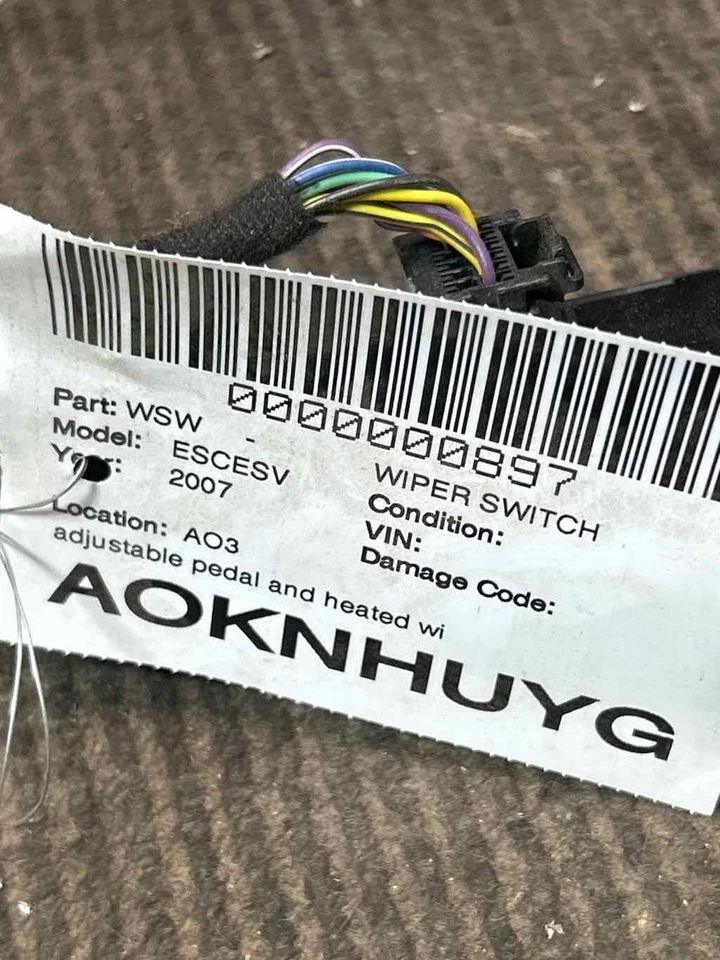 0000000897
Part: WSW -
WIPER SWITCH
Model: ESCESV
Condition:
Year: 2007
VIN:
Damage Code:
Location: AO3
adjustable pedal and heated wi
AOKNHUYG